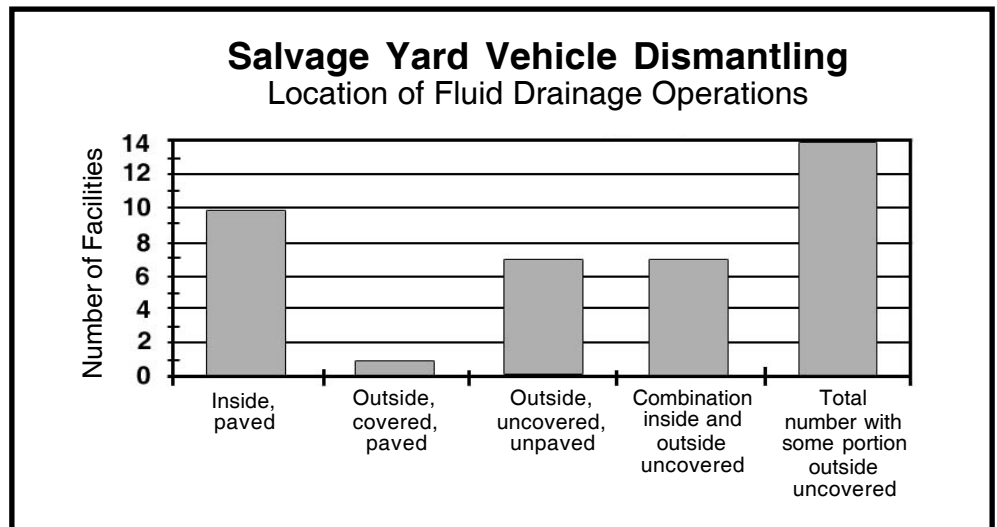 Salvage Yard Vehicle Dismantling
Location of Fluid Drainage Operations
Number of Facilities
14
12
10
8
6
4
2
0
Inside,
paved
Outside,
covered,
paved
Outside,
uncovered,
unpaved
Combination
inside and
outside
uncovered
Total
number with
some portion
outside
uncovered